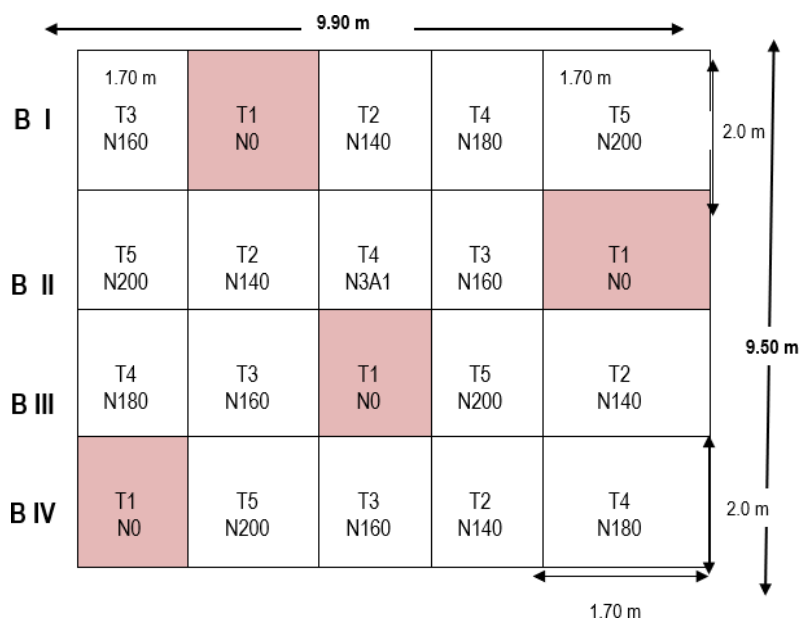 9.90 m
1.70 m 1.70 m
B I T3 T1 T2 T4 T5
N160 N0 N140 N180 N200
2.0 m
B II T5 T2 T4 T3 T1
N200 N140 N3A1 N160 N0
9.50 m
B III T4 T3 T1 T5 T2
N180 N160 N0 N200 N140
B IV T1 T5 T3 T2 T4
N0 N200 N160 N140 N180
2.0 m
1.70 m